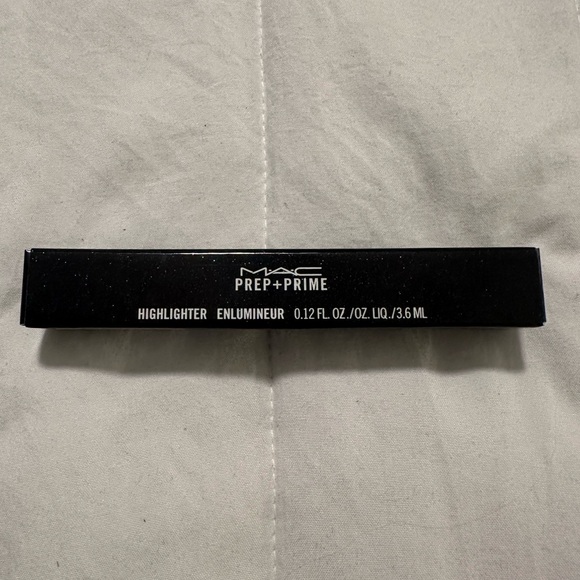 MAC
PREP+PRIME
HIGHLIGHTER ENLUMINEUR 0.12 FL. OZ./OZ. LIQ./3.6 ML